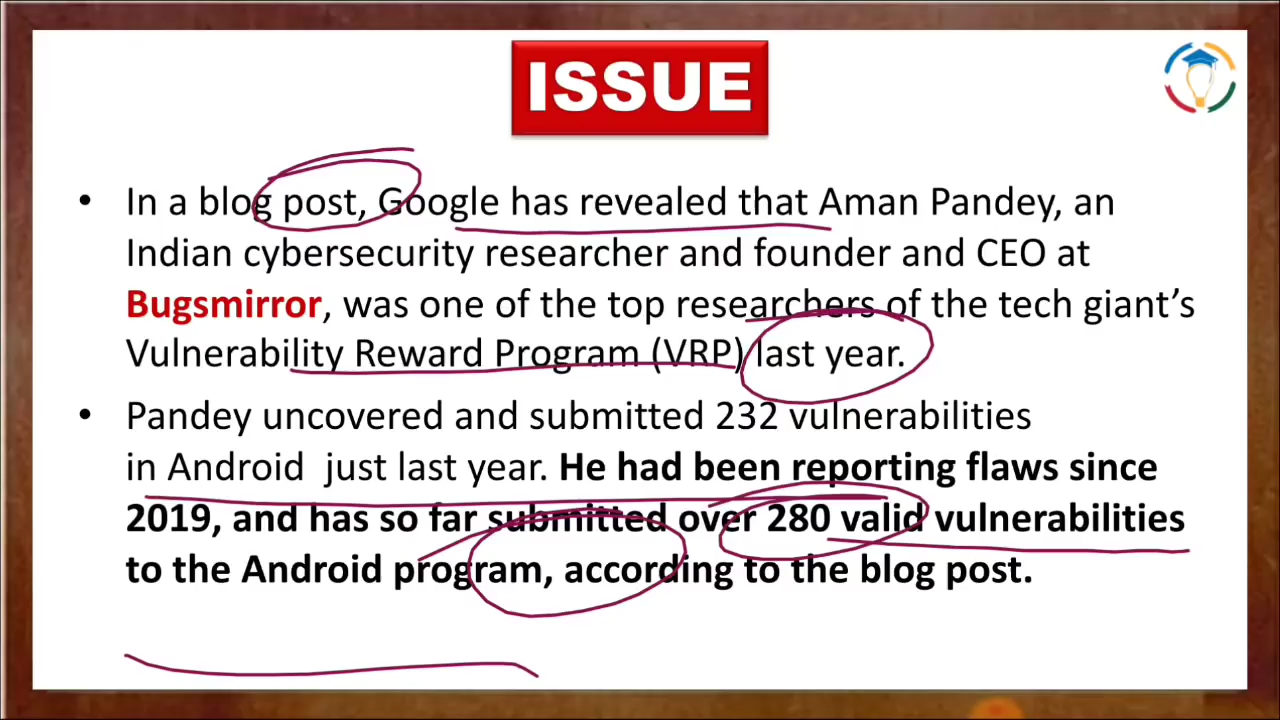 ISSUE
• In a blog post, Google has revealed that Aman Pandey, an
Indian cybersecurity researcher and founder and CEO at
Bugsmirror, was one of the top researchers of the tech giant’s
Vulnerability Reward Program (VRP) last year.
• Pandey uncovered and submitted 232 vulnerabilities
in Android just last year. He had been reporting flaws since
2019, and has so far submitted over 280 valid vulnerabilities
to the Android program, according to the blog post.